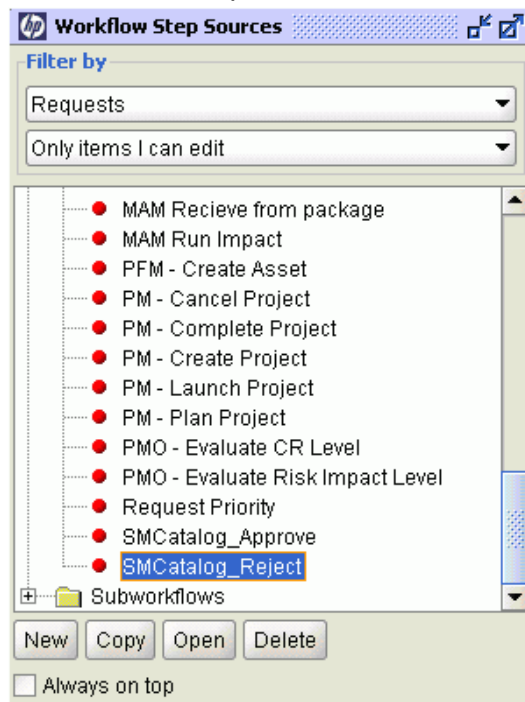 hp Workflow Step Sources
Filter by
Requests
Only items I can edit
MAM Recieve from package
MAM Run Impact
PFM - Create Asset
PM - Cancel Project
PM - Complete Project
PM - Create Project
PM - Launch Project
PM - Plan Project
PMO - Evaluate CR Level
PMO - Evaluate Risk Impact Level
Request Priority
SMCatalog_Approve
SMCatalog_Reject
Subworkflows
New Copy Open Delete
Always on top